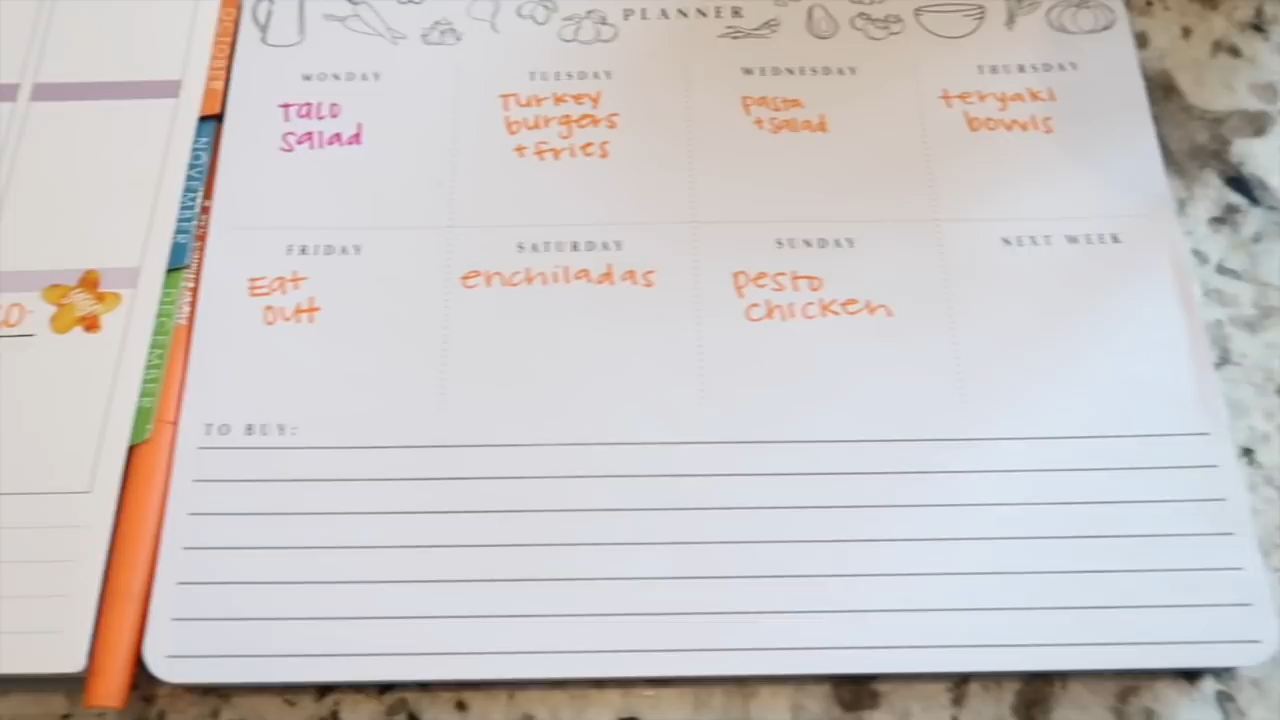 PLANNER
MONDAY
TUESDAY
WEDNESDAY
THURSDAY
Taco
salad
Turkey
burgers
+ fries
pasta
+ salad
teryaki
bowls
FRIDAY
SATURDAY
SUNDAY
NEXT WEEK
Eat
out
enchiladas
pesto
chicken
TO BUY:
OCTOBER
NOVEMBER
DECEMBER